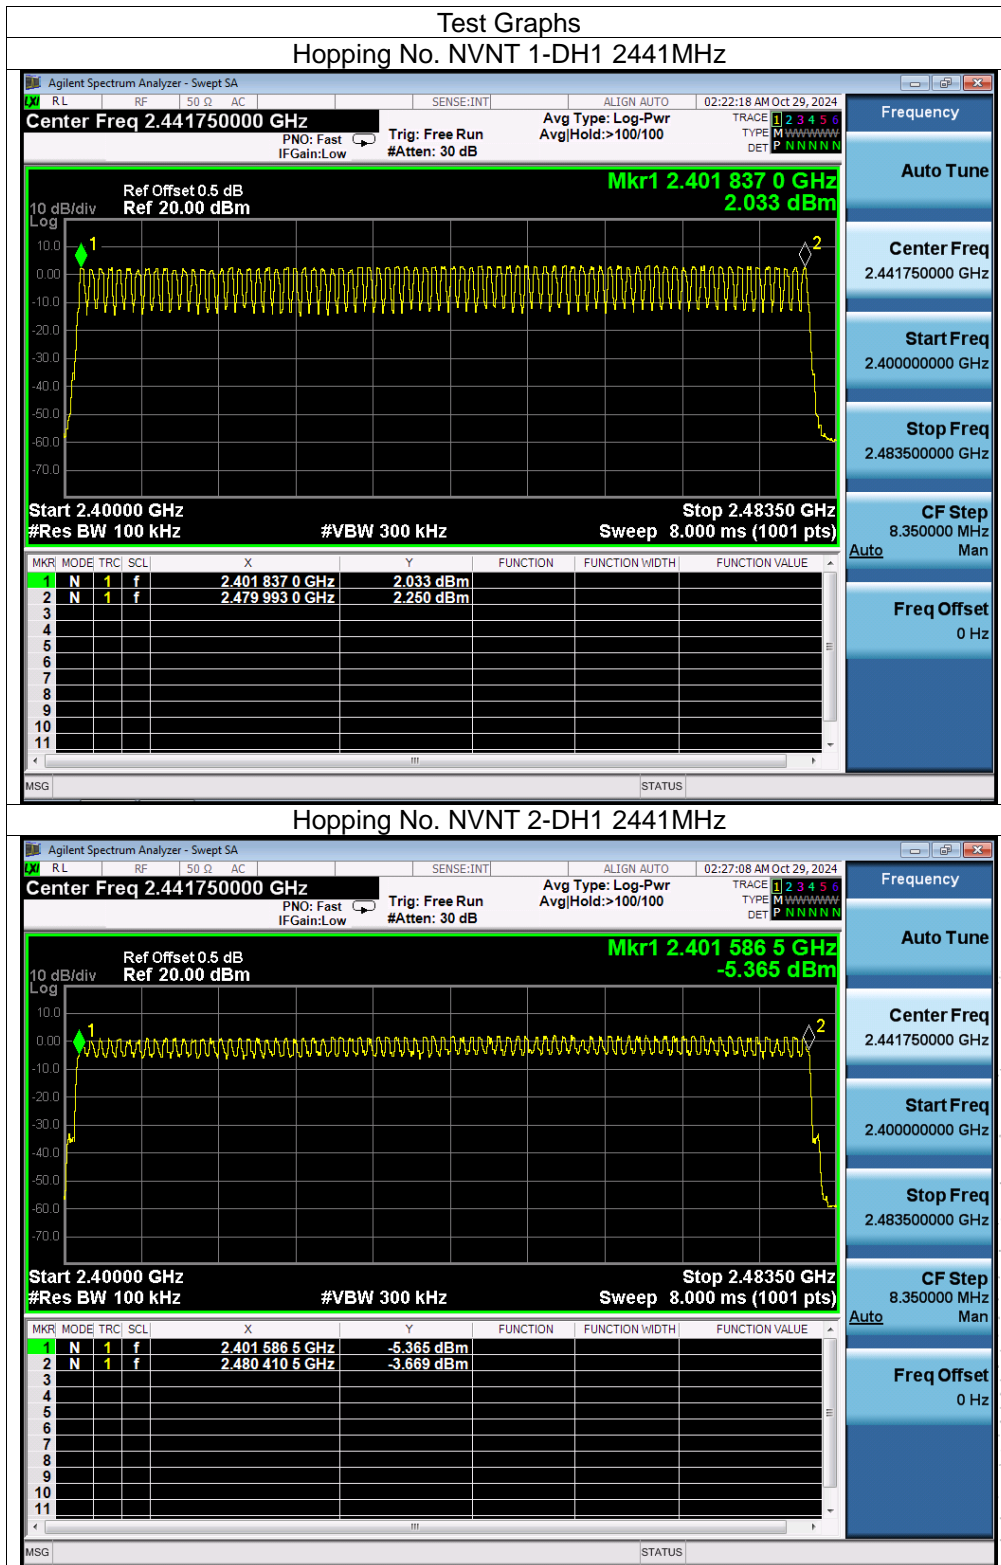 Test Graphs
Hopping No. NVNT 1-DH1 2441MHz
Agilent Spectrum Analyzer - Swept SA
LXI RL RF 50 Ω AC SENSE:INT ALIGN AUTO 02:22:18 AM Oct 29, 2024
Center Freq 2.441750000 GHz
PNO: Fast
IFGain:Low
Trig: Free Run
#Atten: 30 dB
Avg Type: Log-Pwr
Avg|Hold:>100/100
TRACE 1 2 3 4 5 6
TYPE M W W W W W
DET P N N N N N
Mkr1 2.401 837 0 GHz
2.033 dBm
Ref Offset 0.5 dB
10 dB/div Ref 20.00 dBm
Log
1
2
10.0
0.00
-10.0
-20.0
-30.0
-40.0
-50.0
-60.0
-70.0
Start 2.40000 GHz Stop 2.48350 GHz
#Res BW 100 kHz #VBW 300 kHz Sweep 8.000 ms (1001 pts)
MKR MODE TRC SCL X Y FUNCTION FUNCTION WIDTH FUNCTION VALUE
1 N 1 f 2.401 837 0 GHz 2.033 dBm
2 N 1 f 2.479 993 0 GHz 2.250 dBm
3
4
5
6
7
8
9
10
11
MSG STATUS
Frequency
Auto Tune
Center Freq
2.441750000 GHz
Start Freq
2.400000000 GHz
Stop Freq
2.483500000 GHz
CF Step
8.350000 MHz
Auto Man
Freq Offset
0 Hz
Hopping No. NVNT 2-DH1 2441MHz
Agilent Spectrum Analyzer - Swept SA
LXI RL RF 50 Ω AC SENSE:INT ALIGN AUTO 02:27:08 AM Oct 29, 2024
Center Freq 2.441750000 GHz
PNO: Fast
IFGain:Low
Trig: Free Run
#Atten: 30 dB
Avg Type: Log-Pwr
Avg|Hold:>100/100
TRACE 1 2 3 4 5 6
TYPE M W W W W W
DET P N N N N N
Mkr1 2.401 586 5 GHz
-5.365 dBm
Ref Offset 0.5 dB
10 dB/div Ref 20.00 dBm
Log
10.0
1
2
0.00
-10.0
-20.0
-30.0
-40.0
-50.0
-60.0
-70.0
Start 2.40000 GHz Stop 2.48350 GHz
#Res BW 100 kHz #VBW 300 kHz Sweep 8.000 ms (1001 pts)
MKR MODE TRC SCL X Y FUNCTION FUNCTION WIDTH FUNCTION VALUE
1 N 1 f 2.401 586 5 GHz -5.365 dBm
2 N 1 f 2.480 410 5 GHz -3.669 dBm
3
4
5
6
7
8
9
10
11
MSG STATUS
Frequency
Auto Tune
Center Freq
2.441750000 GHz
Start Freq
2.400000000 GHz
Stop Freq
2.483500000 GHz
CF Step
8.350000 MHz
Auto Man
Freq Offset
0 Hz